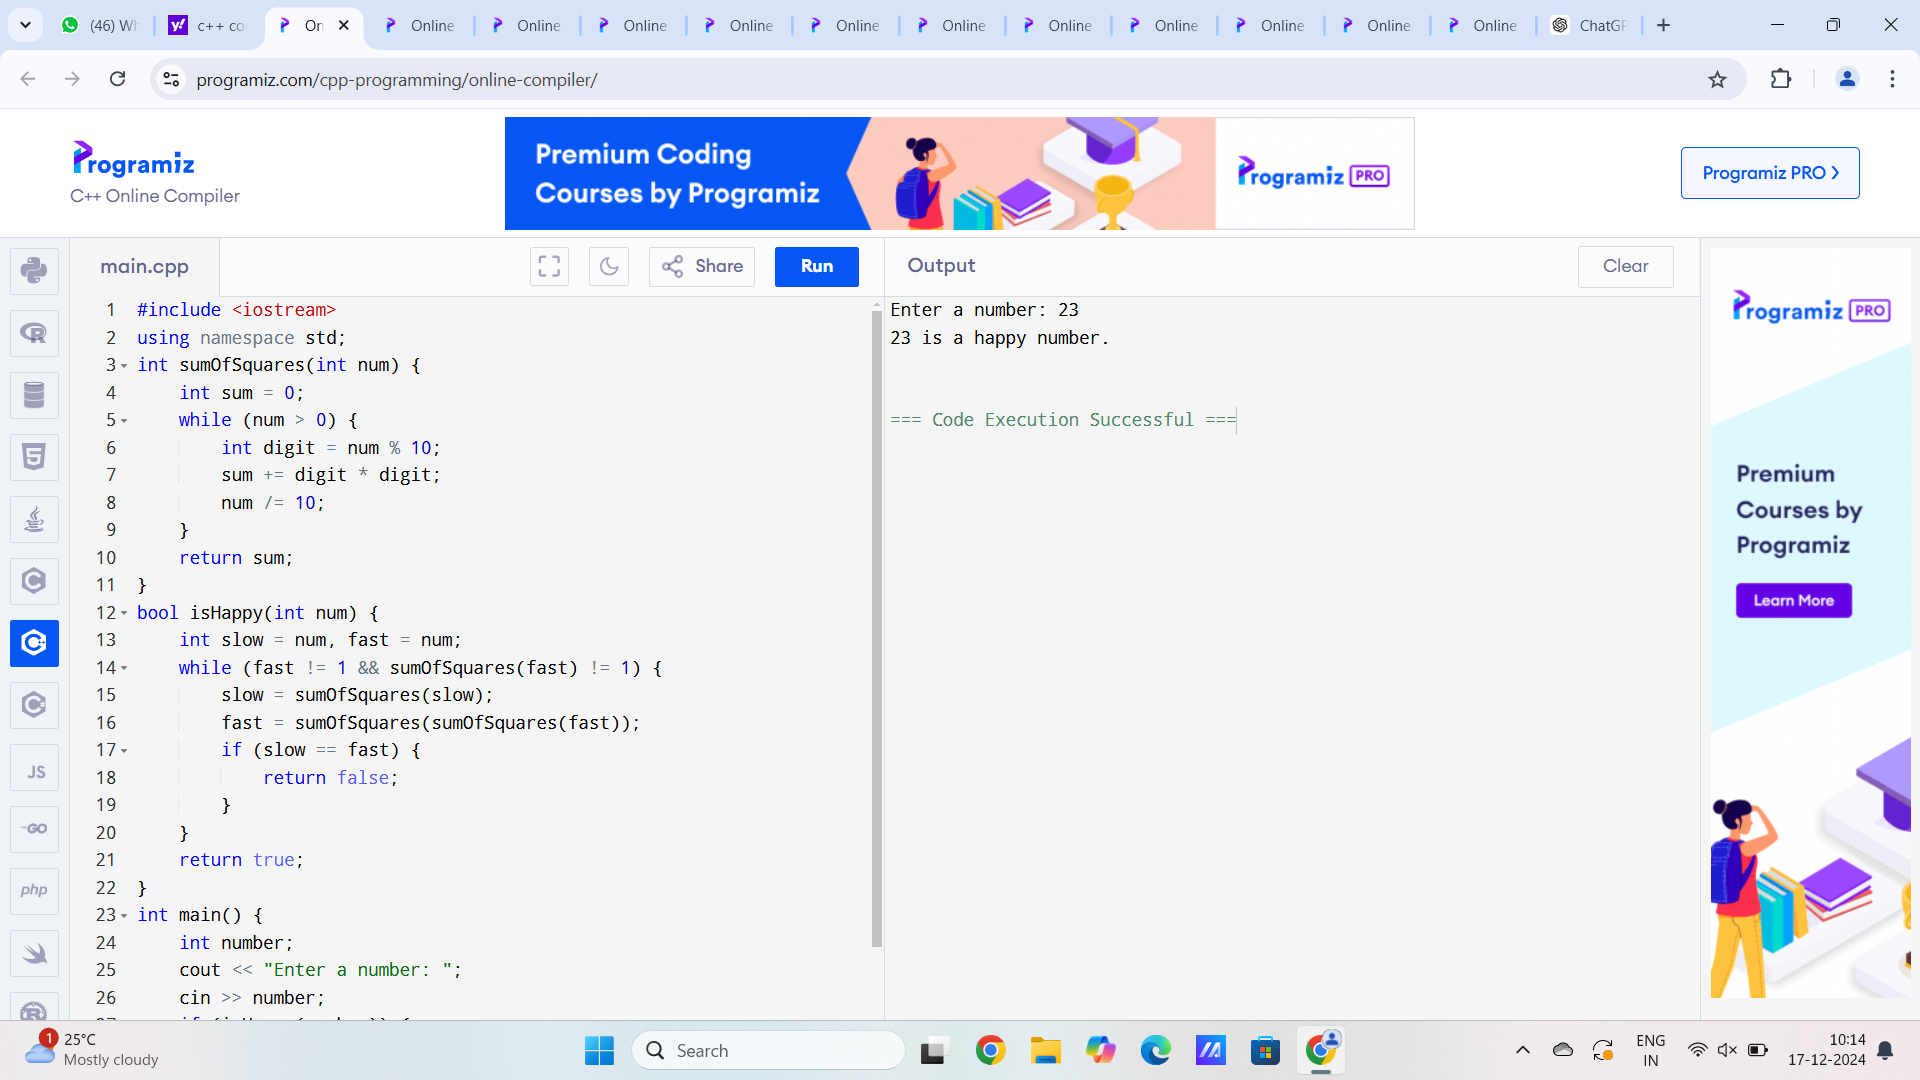 (46) Wh
c++ co
On
Online
Online
Online
Online
Online
Online
Online
Online
Online
Online
Online
ChatGP
programiz.com/cpp-programming/online-compiler/
Programiz
C++ Online Compiler
Premium Coding
Courses by Programiz
Programiz PRO
Programiz PRO
main.cpp
Share
Run
Output
Clear
1 #include <iostream>
2 using namespace std;
3 int sumOfSquares(int num) {
4 int sum = 0;
5 while (num > 0) {
6 int digit = num % 10;
7 sum += digit * digit;
8 num /= 10;
9 }
10 return sum;
11 }
12 bool isHappy(int num) {
13 int slow = num, fast = num;
14 while (fast != 1 && sumOfSquares(fast) != 1) {
15 slow = sumOfSquares(slow);
16 fast = sumOfSquares(sumOfSquares(fast));
17 if (slow == fast) {
18 return false;
19 }
20 }
21 return true;
22 }
23 int main() {
24 int number;
25 cout << "Enter a number: ";
26 cin >> number;
Enter a number: 23
23 is a happy number.
=== Code Execution Successful ===
JS
GO
php
Programiz PRO
Premium
Courses by
Programiz
Learn More
1
25°C
Mostly cloudy
Search
ENG
IN
10:14
17-12-2024